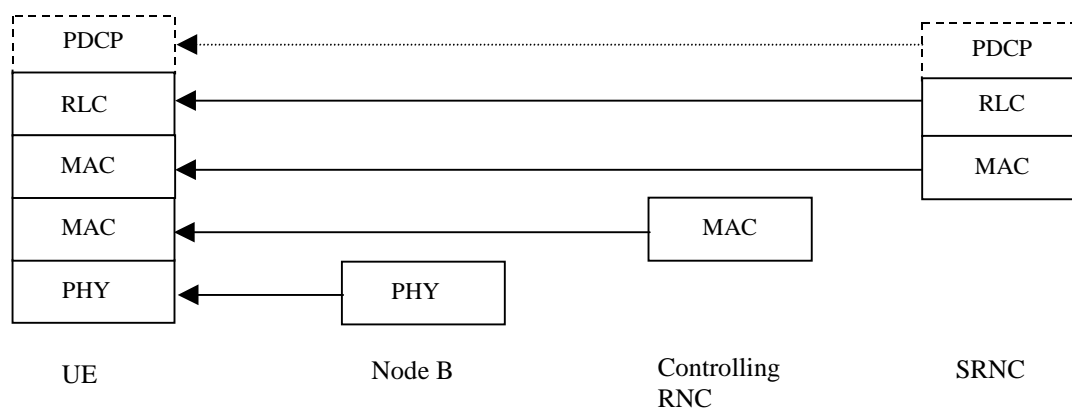 PDCP
PDCP
RLC
RLC
MAC
MAC
MAC
MAC
PHY
PHY
UE
Node B
Controlling
RNC
SRNC